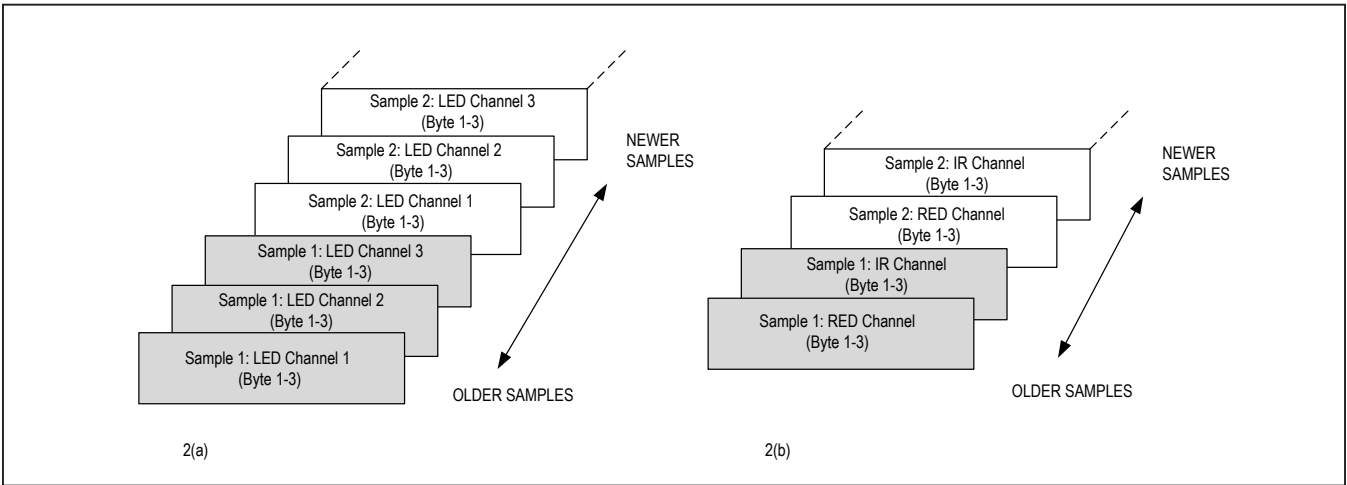 Sample 2: LED Channel 3
(Byte 1-3)
Sample 2: LED Channel 2
(Byte 1-3)
Sample 2: LED Channel 1
(Byte 1-3)
Sample 1: LED Channel 3
(Byte 1-3)
Sample 1: LED Channel 2
(Byte 1-3)
Sample 1: LED Channel 1
(Byte 1-3)
NEWER
SAMPLES
OLDER SAMPLES
2(a)
Sample 2: IR Channel
(Byte 1-3)
Sample 2: RED Channel
(Byte 1-3)
Sample 1: IR Channel
(Byte 1-3)
Sample 1: RED Channel
(Byte 1-3)
NEWER
SAMPLES
OLDER SAMPLES
2(b)